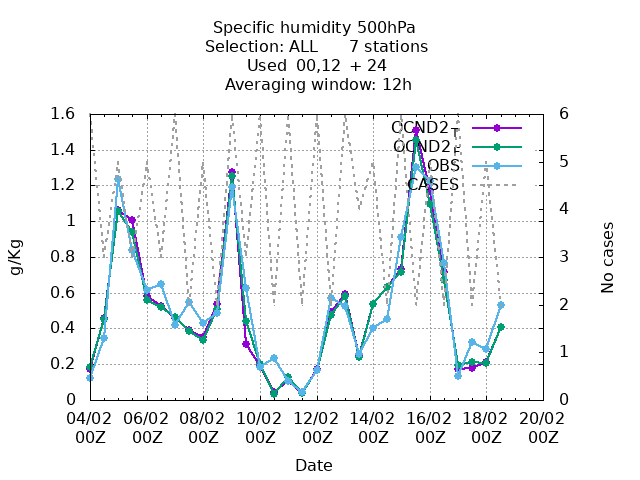 Specific humidity 500hPa
Selection: ALL 7 stations
Used 00,12 + 24
Averaging window: 12h
1.6
1.4
1.2
1
0.8
0.6
0.4
0.2
0
g/Kg
CCND2_T
CCND2_F
OBS
CASES
6
5
4
3
2
1
0
No cases
04/02 06/02 08/02 10/02 12/02 14/02 16/02 18/02 20/02
00Z 00Z 00Z 00Z 00Z 00Z 00Z 00Z 00Z
Date